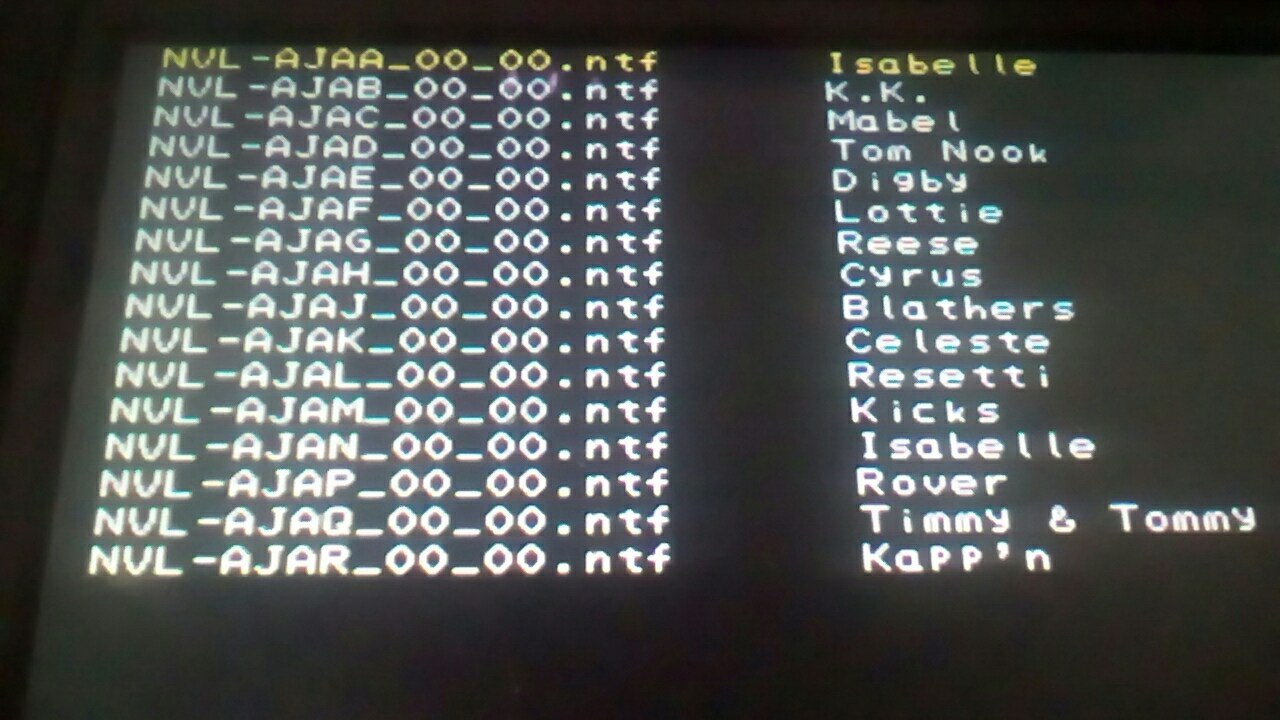 NVL-AJAA_00_00.ntf Isabelle
NVL-AJAB_00_00.ntf K.K.
NVL-AJAC_00_00.ntf Mabel
NVL-AJAD_00_00.ntf Tom Nook
NVL-AJAE_00_00.ntf Digby
NVL-AJAF_00_00.ntf Lottie
NVL-AJAG_00_00.ntf Reese
NVL-AJAH_00_00.ntf Cyrus
NVL-AJAJ_00_00.ntf Blathers
NVL-AJAK_00_00.ntf Celeste
NVL-AJAL_00_00.ntf Resetti
NVL-AJAM_00_00.ntf Kicks
NVL-AJAN_00_00.ntf Isabelle
NVL-AJAP_00_00.ntf Rover
NVL-AJAQ_00_00.ntf Timmy & Tommy
NVL-AJAR_00_00.ntf Kapp'n